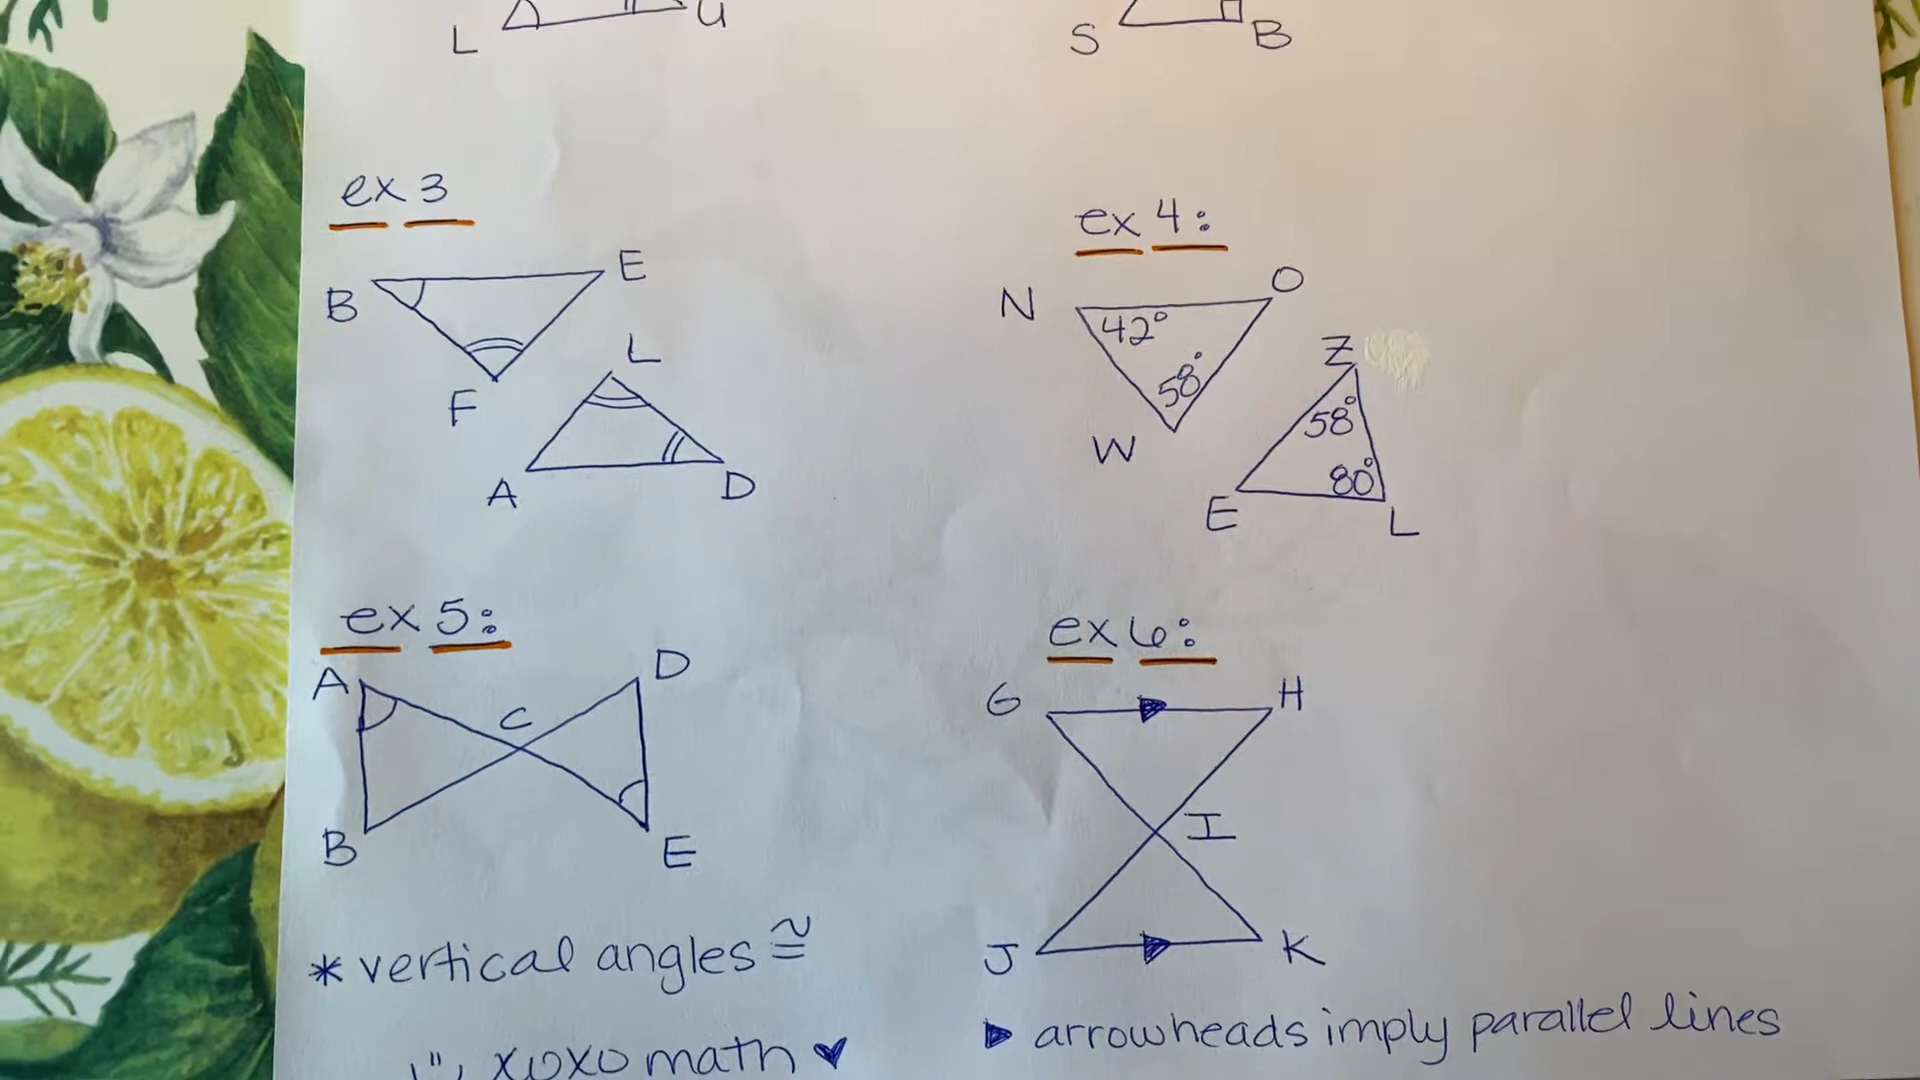 L U
S B
ex 3
B E
F
L
A D
ex 4:
N O
42°
58°
W
Z
58°
80°
E L
ex 5:
A D
C
B E
* vertical angles ≅
xoxo math ♥
ex 6:
G H
I
J K
▶ arrowheads imply parallel lines